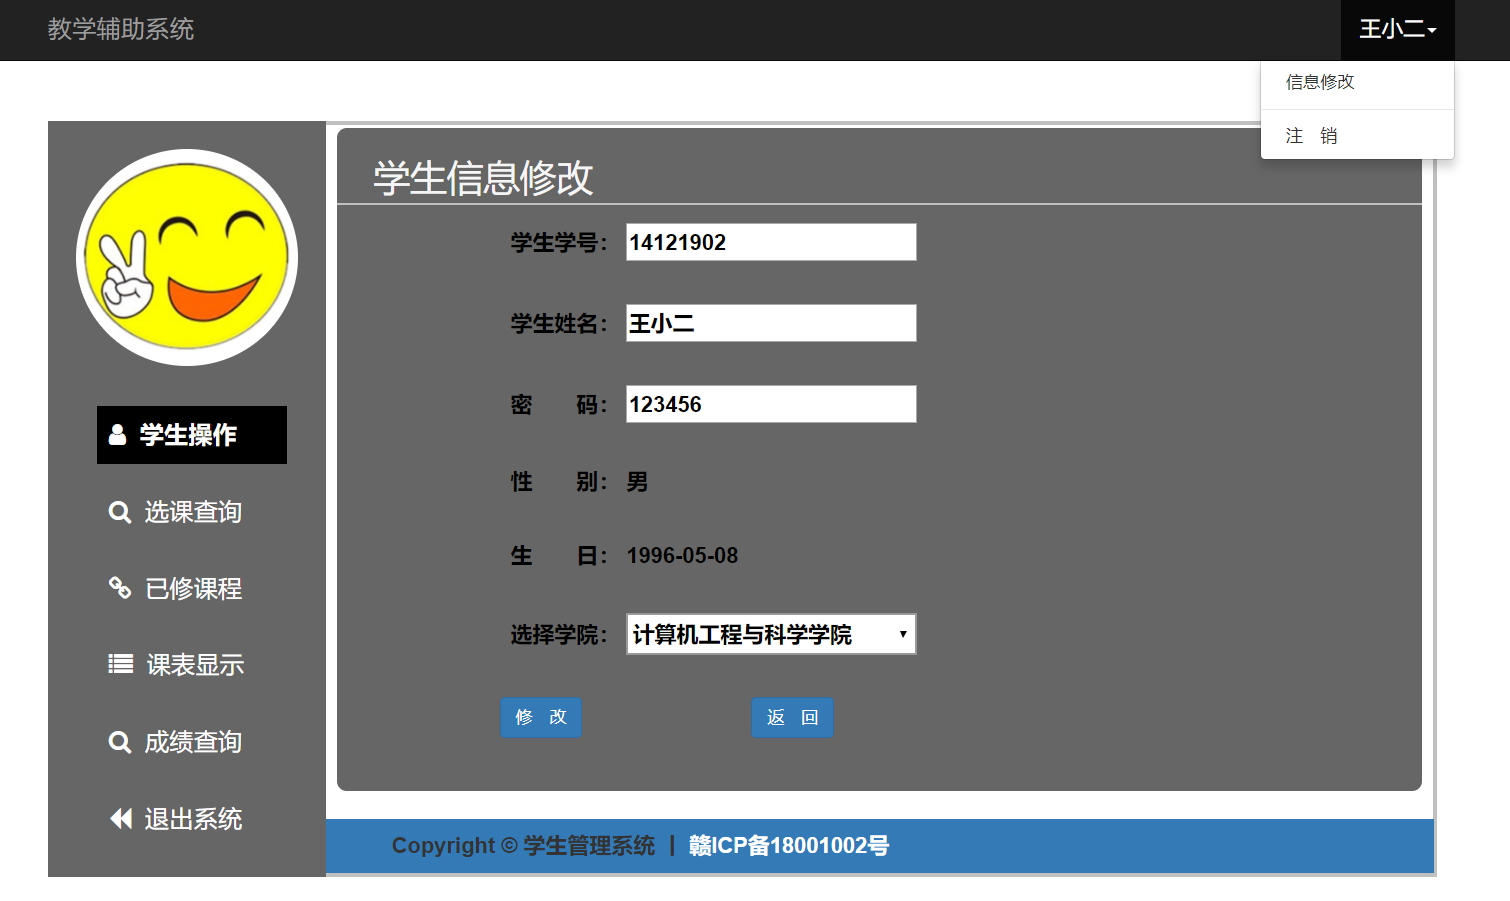 教学辅助系统
王小二
信息修改
注 销
学生信息修改
学生学号： 14121902
学生姓名： 王小二
密 码： 123456
性 别： 男
生 日： 1996-05-08
选择学院： 计算机工程与科学学院
修 改
返 回
学生操作
选课查询
已修课程
课表显示
成绩查询
退出系统
Copyright © 学生管理系统 | 赣ICP备18001002号